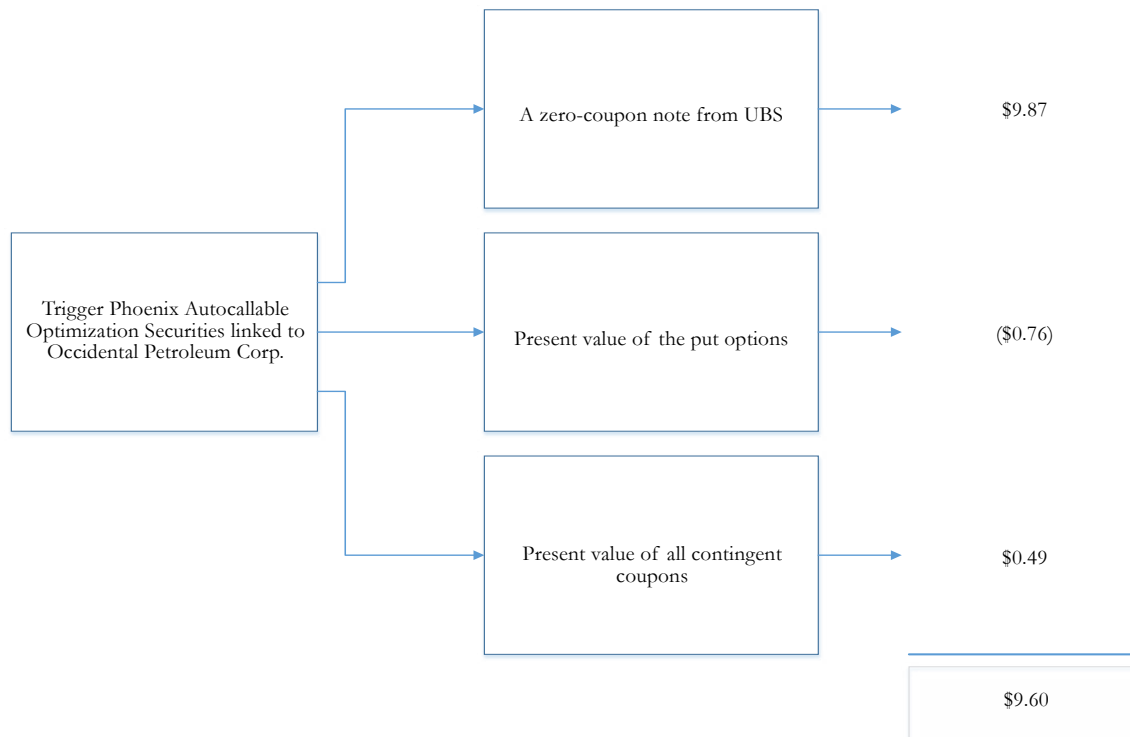 A zero-coupon note from UBS
$9.87
Trigger Phoenix Autocallable
Optimization Securities linked to
Occidental Petroleum Corp.
Present value of the put options
($0.76)
Present value of all contingent
coupons
$0.49
$9.60